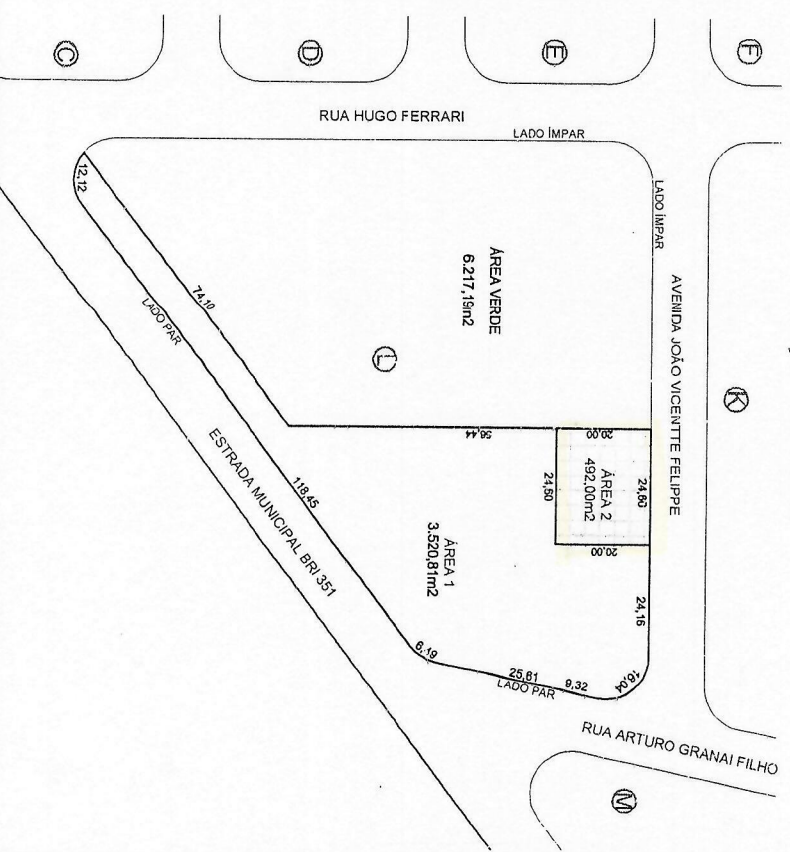 C
D
E
F
RUA HUGO FERRARI
LADO ÍMPAR
12,12
LADO ÍMPAR
ÁREA VERDE
6.217,19m2
74,10
LADO PAR
AVENIDA JOÃO VICENTTE FELIPPE
L
K
56,44
20,00
ÁREA 2
492,00m2
24,60
24,60
20,00
ESTRADA MUNICIPAL BRI 351
118,45
ÁREA 1
3.520,81m2
24,16
6,19
25,61
9,32
16,04
LADO PAR
RUA ARTURO GRANAI FILHO
M